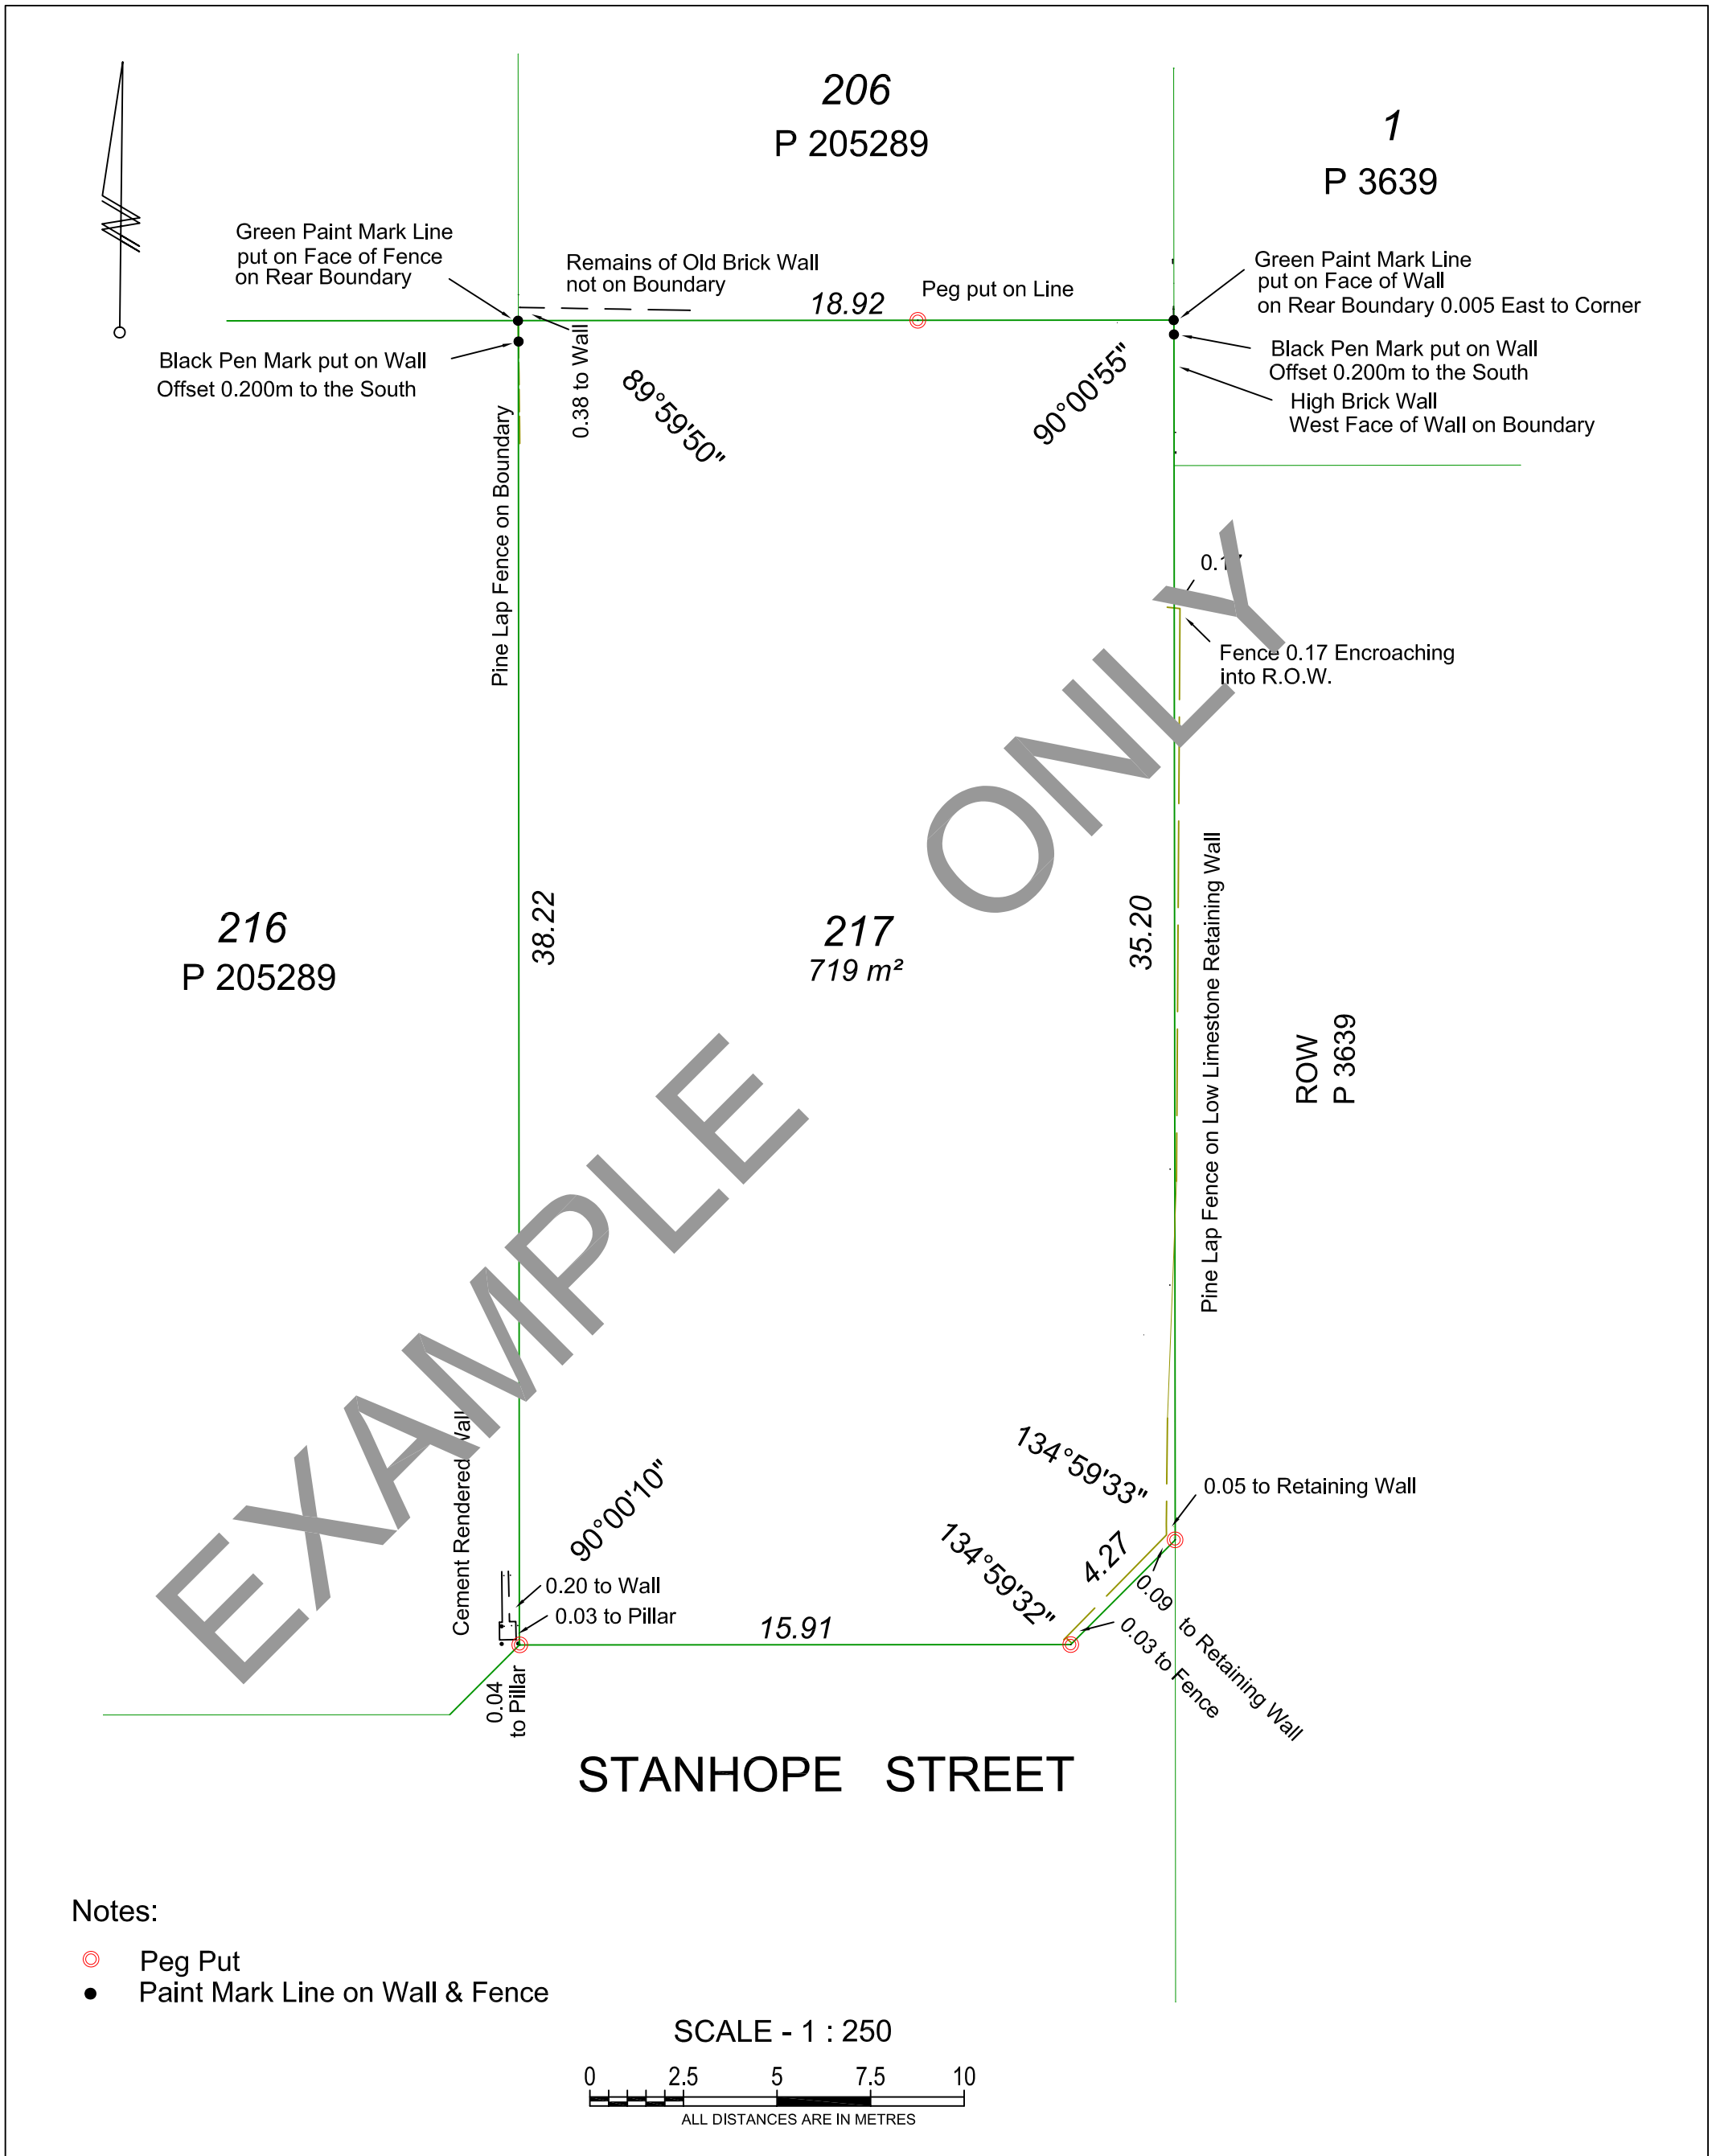 206
P 205289
1
P 3639
Green Paint Mark Line
put on Face of Fence
on Rear Boundary
Remains of Old Brick Wall
not on Boundary
18.92
Peg put on Line
Green Paint Mark Line
put on Face of Wall
on Rear Boundary 0.005 East to Corner
Black Pen Mark put on Wall
Offset 0.200m to the South
0.38 to Wall
89°59'50"
90°00'55"
Black Pen Mark put on Wall
Offset 0.200m to the South
High Brick Wall
West Face of Wall on Boundary
Pine Lap Fence on Boundary
0.17
Fence 0.17 Encroaching
into R.O.W.
216
P 205289
38.22
217
719 m²
35.20
Pine Lap Fence on Low Limestone Retaining Wall
ROW
P 3639
EXAMPLE ONLY
Cement Rendered Wall
90°00'10"
134°59'33"
134°59'32"
4.27
0.05 to Retaining Wall
0.20 to Wall
0.03 to Pillar
15.91
0.09 to Retaining Wall
0.03 to Fence
0.04
to Pillar
STANHOPE STREET
Notes:
Peg Put
Paint Mark Line on Wall & Fence
SCALE - 1 : 250
0 2.5 5 7.5 10
ALL DISTANCES ARE IN METRES